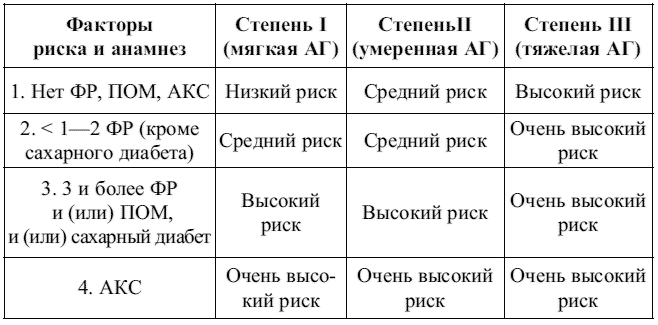 Факторы
риска и анамнез
Степень I
(мягкая АГ)
СтепеньII
(умеренная АГ)
Степень III
(тяжелая АГ)
1. Нет ФР, ПОМ, АКС
Низкий риск
Средний риск
Высокий риск
2. < 1—2 ФР (кроме
сахарного диабета)
Средний риск
Средний риск
Очень высокий
риск
3. 3 и более ФР
и (или) ПОМ,
и (или) сахарный диабет
Высокий
риск
Высокий риск
Очень высокий
риск
4. АКС
Очень высо-
кий риск
Очень высокий
риск
Очень высокий
риск